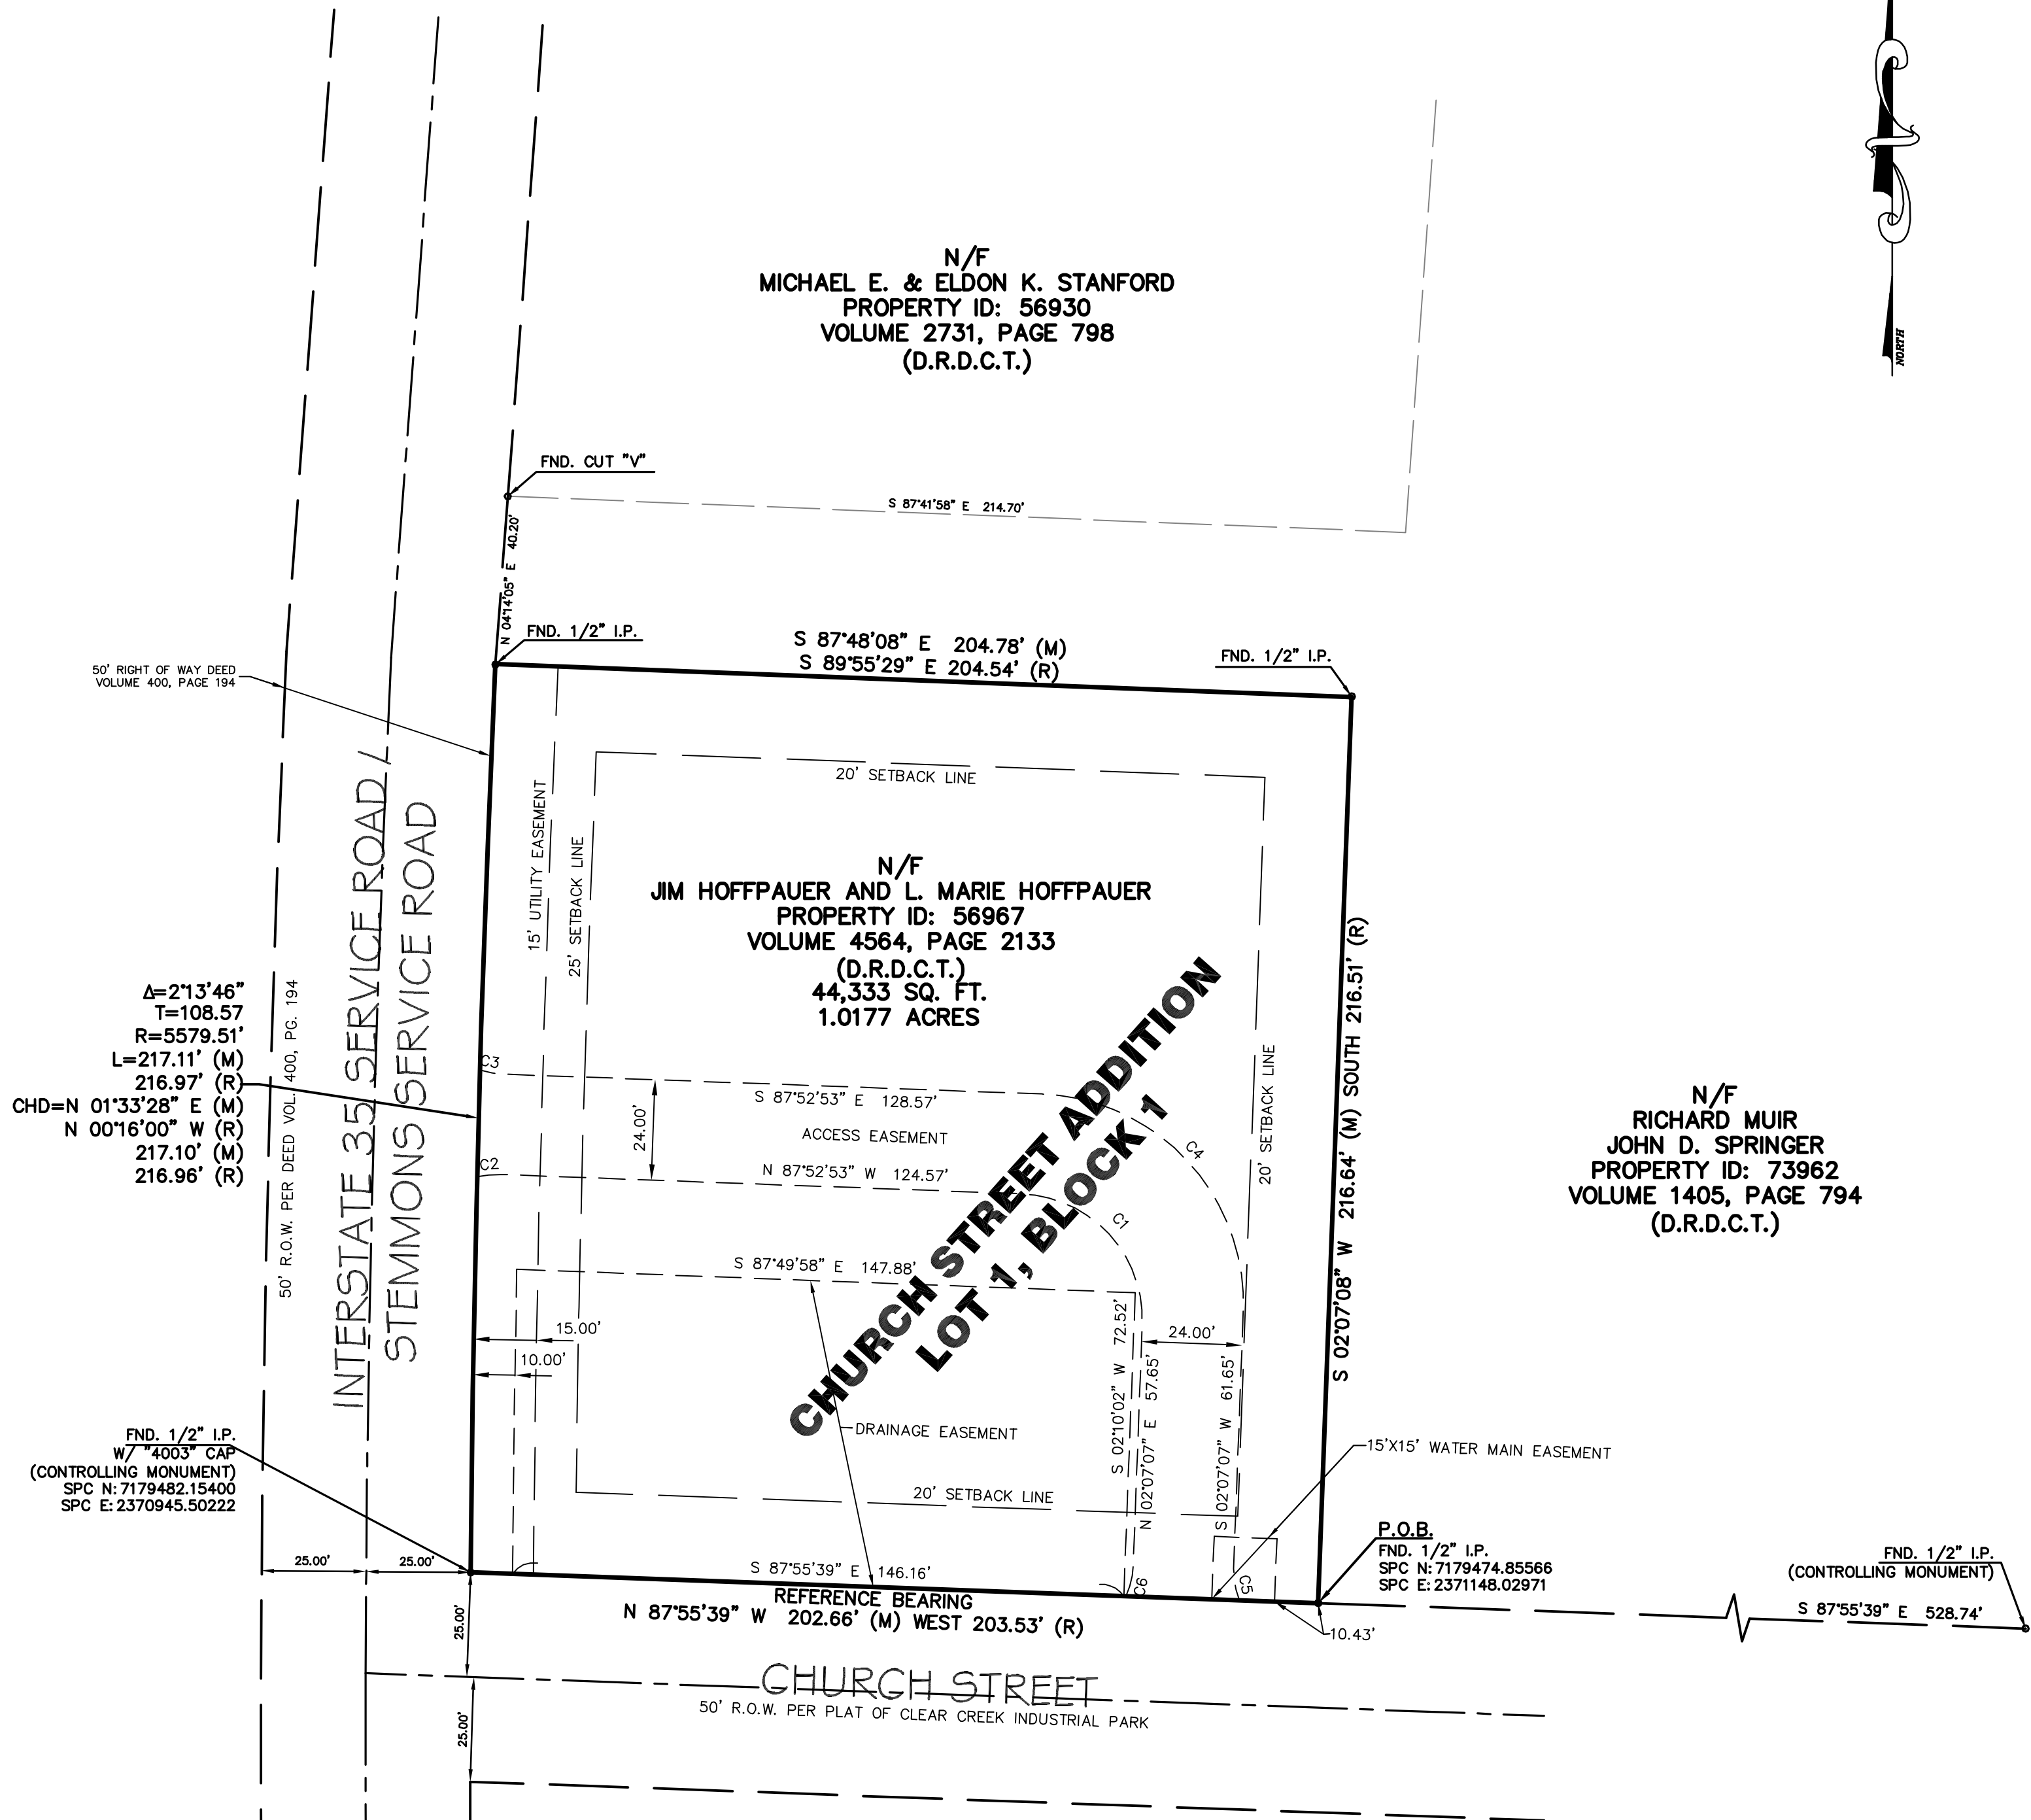 NORTH
N/F
MICHAEL E. & ELDON K. STANFORD
PROPERTY ID: 56930
VOLUME 2731, PAGE 798
(D.R.D.C.T.)
FND. CUT "V"
S 87°41'58" E 214.70'
N 04°14'05" E 40.20'
FND. 1/2" I.P.
S 87°48'08" E 204.78' (M)
S 89°55'29" E 204.54' (R)
FND. 1/2" I.P.
50' RIGHT OF WAY DEED
VOLUME 400, PAGE 194
20' SETBACK LINE
15' UTILITY EASEMENT
25' SETBACK LINE
N/F
JIM HOFFPAUER AND L. MARIE HOFFPAUER
PROPERTY ID: 56967
VOLUME 4564, PAGE 2133
(D.R.D.C.T.)
44,333 SQ. FT.
1.0177 ACRES
INTERSTATE 35 SERVICE ROAD /
STEMMONS SERVICE ROAD
50' R.O.W. PER DEED VOL. 400, PG. 194
Δ=2°13'46"
T=108.57
R=5579.51'
L=217.11' (M)
216.97' (R)
CHD=N 01°33'28" E (M)
N 00°16'00" W (R)
217.10' (M)
216.96' (R)
C3
S 87°52'53" E 128.57'
24.00'
ACCESS EASEMENT
C2
N 87°52'53" W 124.57'
C4
C1
20' SETBACK LINE
S 02°07'08" W 216.64' (M) SOUTH 216.51' (R)
N/F
RICHARD MUIR
JOHN D. SPRINGER
PROPERTY ID: 73962
VOLUME 1405, PAGE 794
(D.R.D.C.T.)
CHURCH STREET ADDITION
LOT 1, BLOCK 1
S 87°49'58" E 147.88'
15.00'
10.00'
24.00'
S 02°10'02" W 72.52'
N 02°07'07" E 57.65'
S 02°07'07" W 61.65'
DRAINAGE EASEMENT
15'X15' WATER MAIN EASEMENT
20' SETBACK LINE
FND. 1/2" I.P.
W/ "4003" CAP
(CONTROLLING MONUMENT)
SPC N: 7179482.15400
SPC E: 2370945.50222
25.00'
25.00'
S 87°55'39" E 146.16'
C6
C5
P.O.B.
FND. 1/2" I.P.
SPC N: 7179474.85566
SPC E: 2371148.02971
FND. 1/2" I.P.
(CONTROLLING MONUMENT)
S 87°55'39" E 528.74'
REFERENCE BEARING
N 87°55'39" W 202.66' (M) WEST 203.53' (R)
10.43'
25.00'
CHURCH STREET
50' R.O.W. PER PLAT OF CLEAR CREEK INDUSTRIAL PARK
25.00'